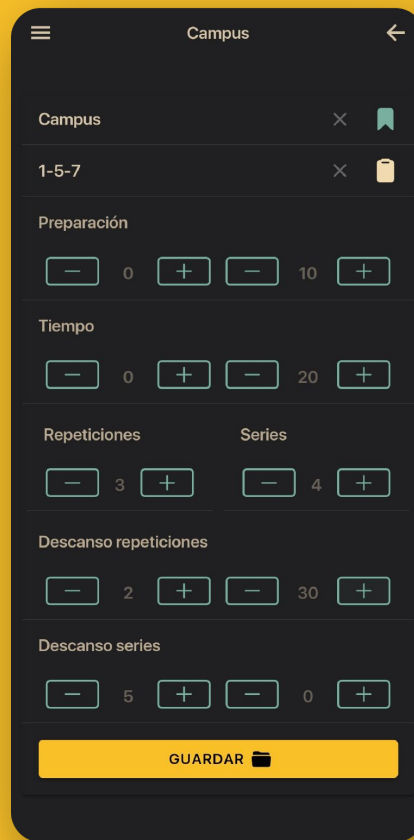 Campus
Campus
1-5-7
Preparación
0 10
Tiempo
0 20
Repeticiones Series
3 4
Descanso repeticiones
2 30
Descanso series
5 0
GUARDAR